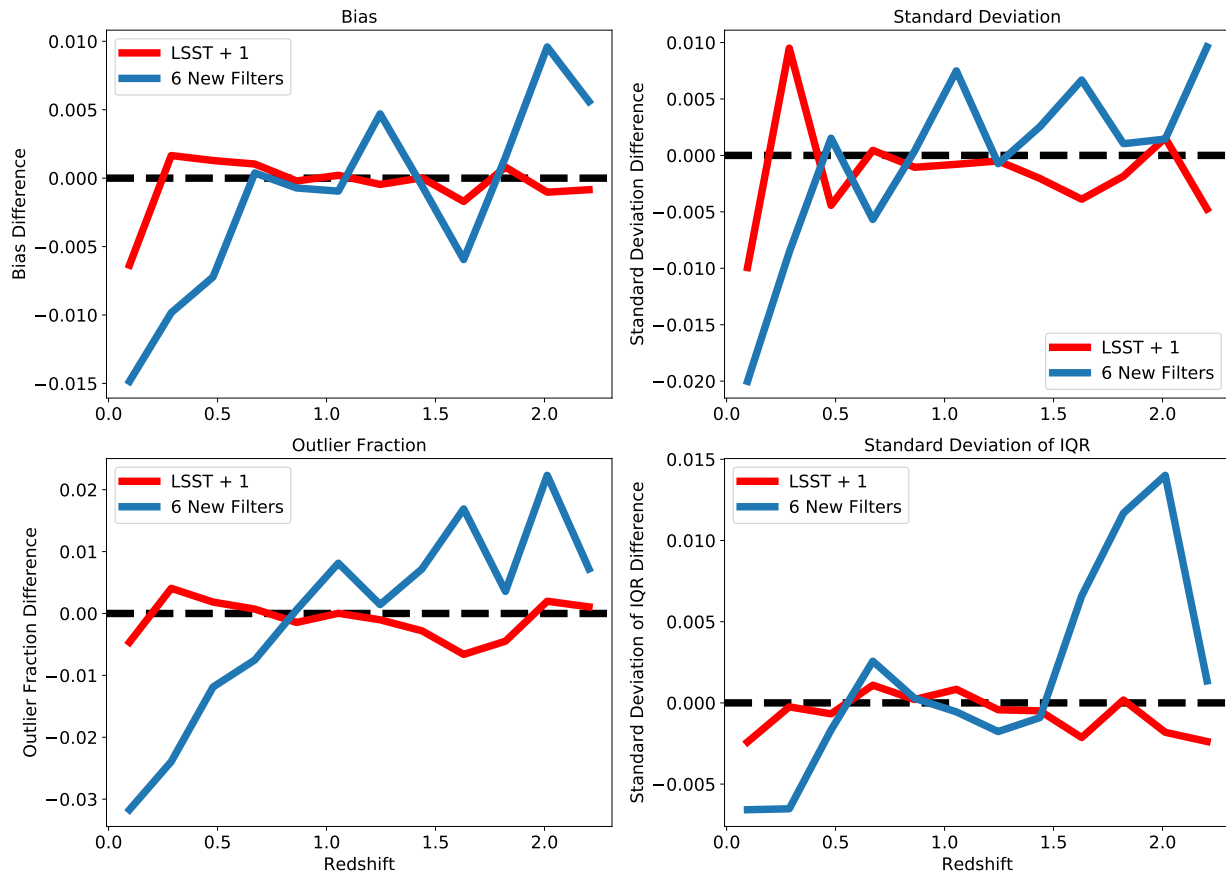 Bias
Standard Deviation
LSST + 1
6 New Filters
0.010
0.005
0.000
−0.005
−0.010
−0.015
Bias Difference
0.0
0.5
1.0
1.5
2.0
0.010
0.005
0.000
−0.005
−0.010
−0.015
−0.020
Standard Deviation Difference
LSST + 1
6 New Filters
0.0
0.5
1.0
1.5
2.0
Outlier Fraction
Standard Deviation of IQR
LSST + 1
6 New Filters
0.02
0.01
0.00
−0.01
−0.02
−0.03
Outlier Fraction Difference
0.0
0.5
1.0
1.5
2.0
Redshift
LSST + 1
6 New Filters
0.015
0.010
0.005
0.000
−0.005
Standard Deviation of IQR Difference
0.0
0.5
1.0
1.5
2.0
Redshift